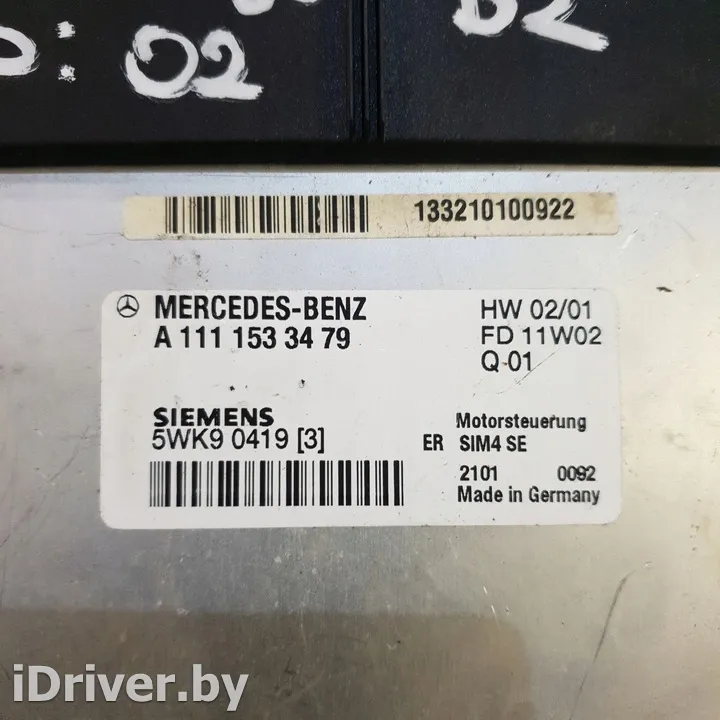 02
133210100922
MERCEDES-BENZ
A 111 153 34 79
HW 02/01
FD 11W02
Q 01
SIEMENS
5WK9 0419 [3]
Motorsteuerung
ER SIM4 SE
2101 0092
Made in Germany
iDriver.by